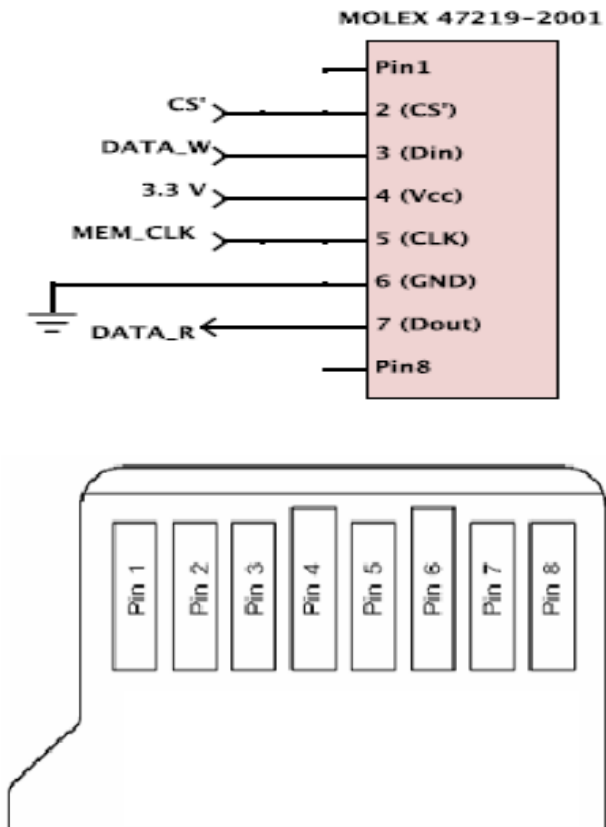 MOLEX 47219-2001
Pin1
CS' 2 (CS')
DATA_W 3 (Din)
3.3 V 4 (Vcc)
MEM_CLK 5 (CLK)
6 (GND)
DATA_R 7 (Dout)
Pin8
Pin 1 Pin 2 Pin 3 Pin 4 Pin 5 Pin 6 Pin 7 Pin 8